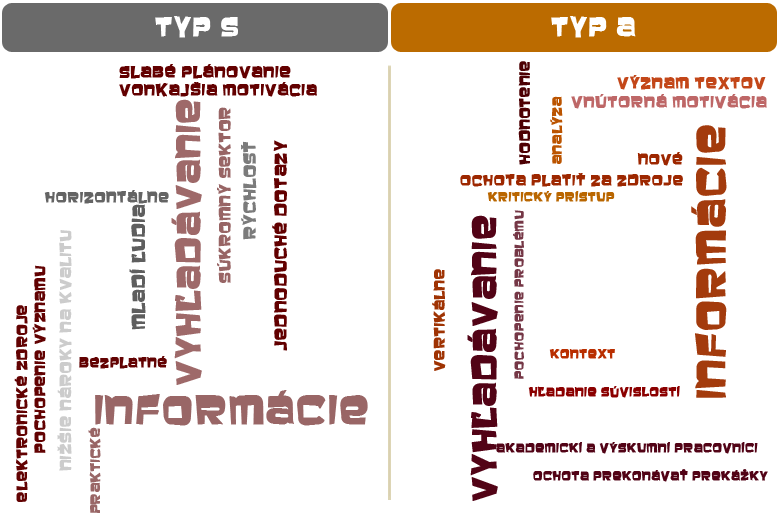 TYP S
SLABÉ PLÁNOVANIE
VONKAJŠIA MOTIVÁCIA
VYHĽADÁVANIE
SÚKROMNÝ SEKTOR
RÝCHLOSŤ
JEDNODUCHÉ DOTAZY
HORIZONTÁLNE
MLADÍ ĽUDIA
NIŽŠIE NÁROKY NA KVALITU
POCHOPENIE VÝZNAMU
ELEKTRONICKÉ ZDROJE
BEZPLATNÉ
INFORMÁCIE
PRAKTICKÉ
TYP A
HODNOTENIE
ANALÝZA
VÝZNAM TEXTOV
VNÚTORNÁ MOTIVÁCIA
NOVÉ
INFORMÁCIE
OCHOTA PLATIŤ ZA ZDROJE
KRITICKÝ PRÍSTUP
VYHĽADÁVANIE
POCHOPENIE PROBLÉMU
VERTIKÁLNE
KONTEXT
HĽADANIE SÚVISLOSTÍ
AKADEMICKÍ A VÝSKUMNÍ PRACOVNÍCI
OCHOTA PREKONÁVAŤ PREKÁŽKY